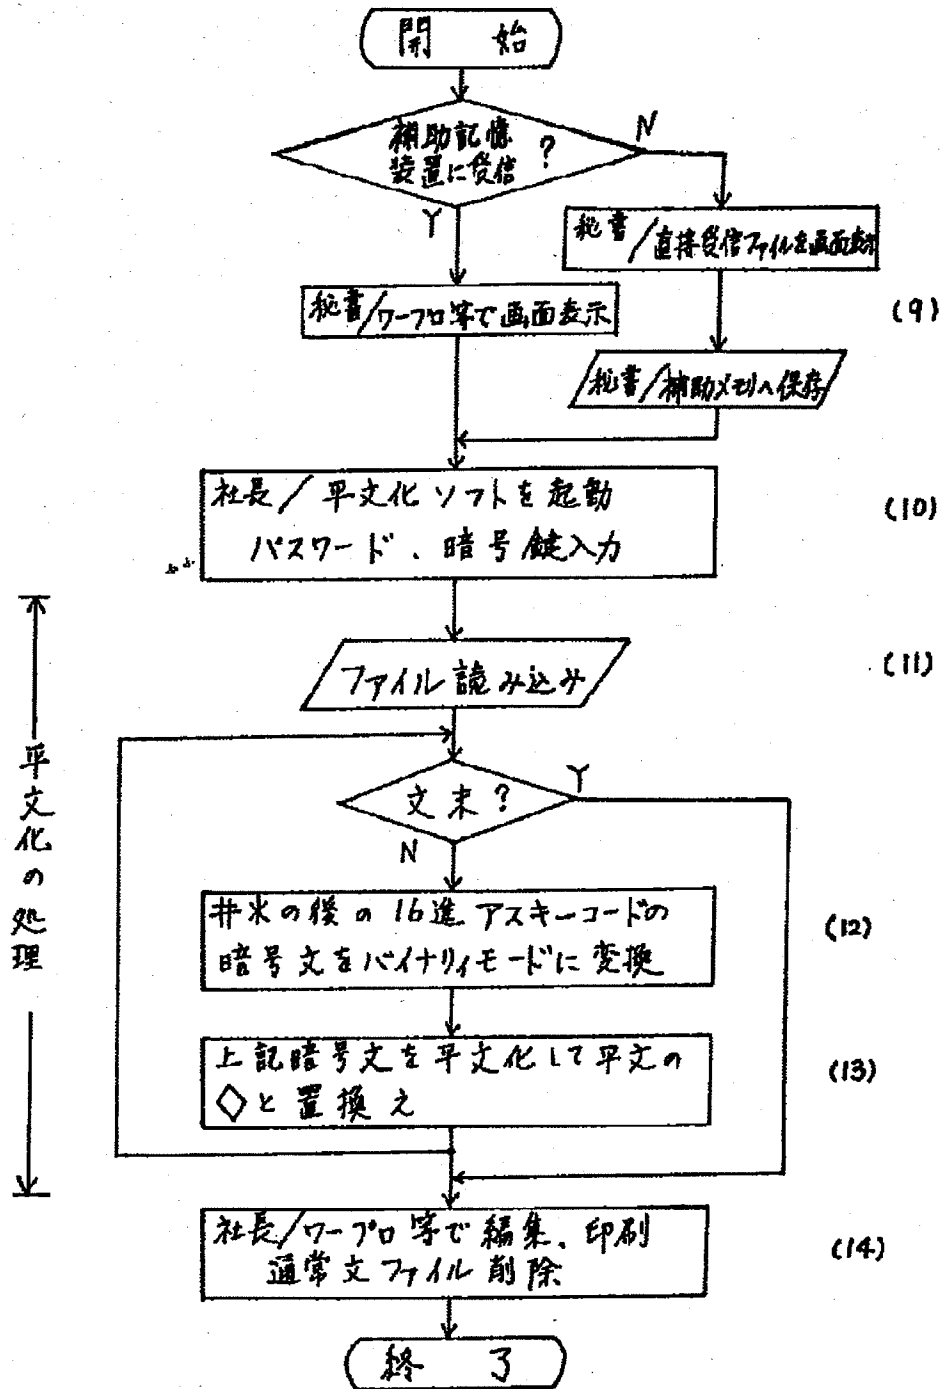 開 始
補助記憶
装置に受信 ?
N
Y
秘書/直接受信ファイルを画面表示
秘書/ワープロ等で画面表示
(9)
秘書/補助メモリへ保存
社長/平文化ソフトを起動
(10)
パスワード、暗号鍵入力
ファイル読み込み
(11)
平文化の処理
文末?
Y
N
井米の後の16進アスキーコードの
(12)
暗号文をバイナリィモードに変換
上記暗号文を平文化して平文の
(13)
◇と置換え
社長/ワープロ等で編集、印刷
(14)
通常文ファイル削除
終 了